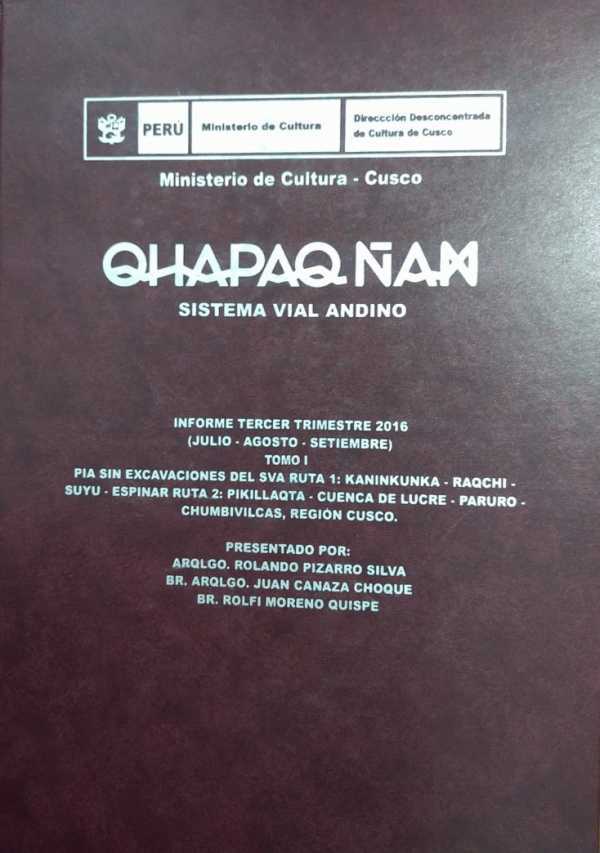 PERÚ
Ministerio de Cultura
Direccción Desconcentrada
de Cultura de Cusco
Ministerio de Cultura - Cusco
QHAPAQ ÑAN
SISTEMA VIAL ANDINO
INFORME TERCER TRIMESTRE 2016
(JULIO - AGOSTO - SETIEMBRE)
TOMO I
PIA SIN EXCAVACIONES DEL SVA RUTA 1: KANINKUNKA - RAQCHI -
SUYU - ESPINAR RUTA 2: PIKILLAQTA - CUENCA DE LUCRE - PARURO -
CHUMBIVILCAS, REGIÓN CUSCO.
PRESENTADO POR:
ARQLGO. ROLANDO PIZARRO SILVA
BR. ARQLGO. JUAN CANAZA CHOQUE
BR. ROLFI MORENO QUISPE